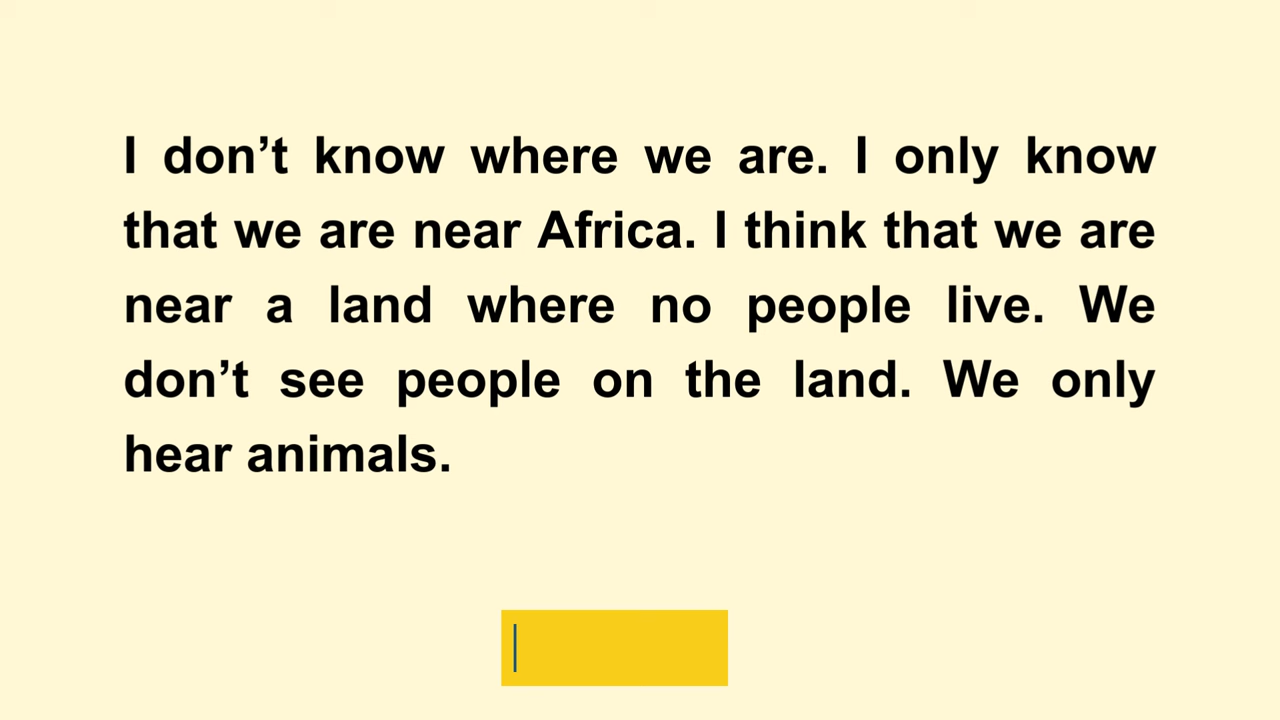 I don’t know where we are. I only know
that we are near Africa. I think that we are
near a land where no people live. We
don’t see people on the land. We only
hear animals.